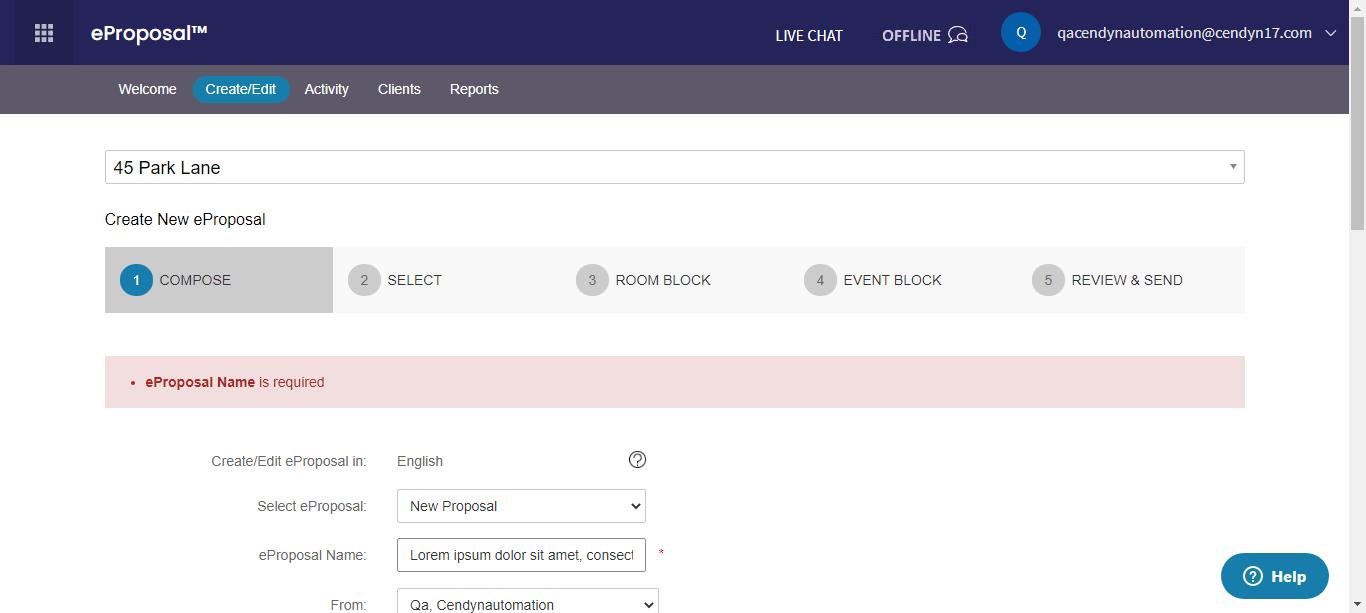 eProposal™
LIVE CHAT
OFFLINE
Q
qacendynautomation@cendyn17.com
Welcome
Create/Edit
Activity
Clients
Reports
45 Park Lane
Create New eProposal
1 COMPOSE
2 SELECT
3 ROOM BLOCK
4 EVENT BLOCK
5 REVIEW & SEND
• eProposal Name is required
Create/Edit eProposal in: English
Select eProposal: New Proposal
eProposal Name: Lorem ipsum dolor sit amet, consect *
From: Qa, Cendynautomation
Help